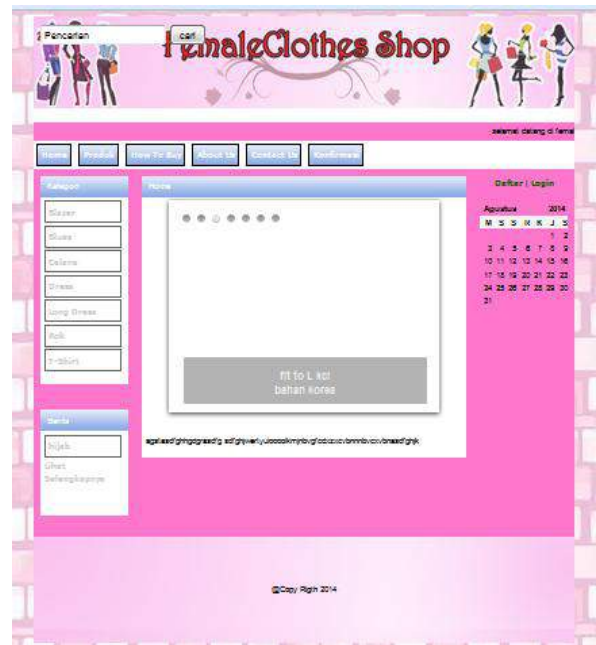 Pencarian cari
FemaleClothes Shop
selamat datang di femal
Home Produk How To Buy About Us Contact Us Konfirmasi
Kategori
Blazer
Bluss
Celana
Dress
Long Dress
Rok
T-Shirt
Berita
hijab
Lihat
Selengkapnya
Home
fit to L kcl
bahan korea
Daftar | Login
Agustus 2014
M S S R K J S
1 2
3 4 5 6 7 8 9
10 11 12 13 14 15 16
17 18 19 20 21 22 23
24 25 26 27 28 29 30
31
@Copy Rigth 2014